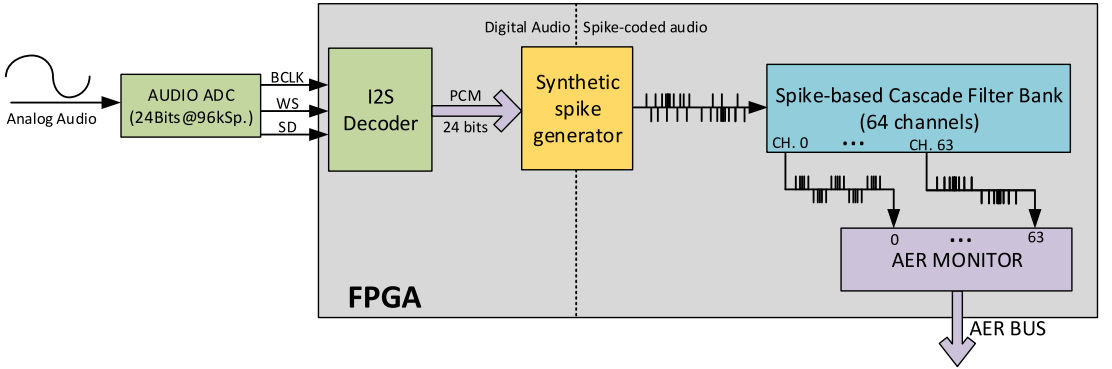 Digital Audio
Spike-coded audio
Analog Audio
AUDIO ADC
(24Bits@96kSp.)
BCLK
WS
SD
I2S
Decoder
PCM
24 bits
Synthetic
spike
generator
Spike-based Cascade Filter Bank
(64 channels)
CH. 0
...
CH. 63
0
...
63
AER MONITOR
FPGA
AER BUS